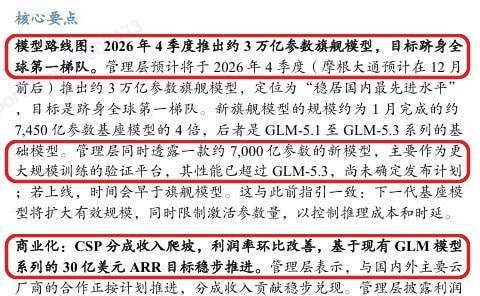 核心要点
模型路线图：2026 年 4 季度推出约 3 万亿参数旗舰模型，目标跻身全
球第一梯队。管理层预计将于 2026 年 4 季度（摩根大通预计在 12 月
前后）推出约 3 万亿参数旗舰模型，定位为“稳居国内最先进水平”
，目标是跻身全球第一梯队。新旗舰模型的规模约为 1 月完成的约
7,450 亿参数基座模型的 4 倍，后者是 GLM-5.1 至 GLM-5.3 系列的基
础模型。管理层同时透露一款约 7,000 亿参数的新模型，主要作为更
大规模训练的验证平台，其性能已超过 GLM-5.3，尚未确定发布计
划；若上线，时间会早于旗舰模型。这与此前指引一致：下一代基座模
型将扩大有效规模，同时限制激活参数量，以控制推理成本和时延。
商业化：CSP 分成收入爬坡，利润率环比改善，基于现有 GLM 模型
系列的 30 亿美元 ARR 目标稳步推进。管理层表示，与国内外主要云
厂商的合作正按计划推进，分成收入贡献稳步兑现。管理层披露利润